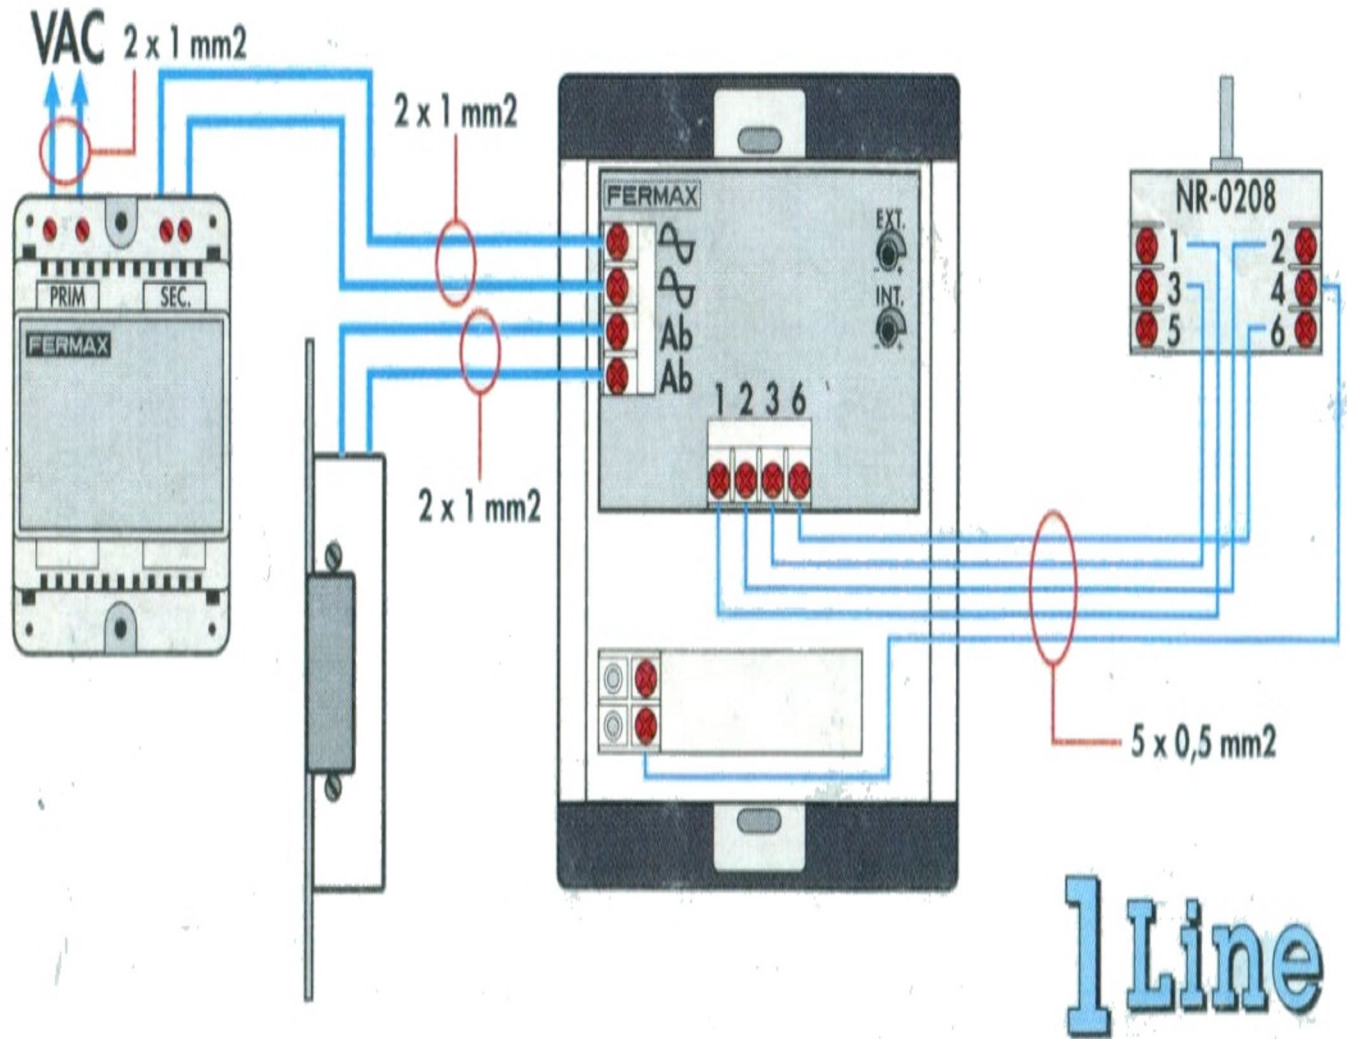 VAC 2 x 1 mm2
2 x 1 mm2
FERMAX
EXT.
- +
INT.
- +
Ab
Ab
1 2 3 6
2 x 1 mm2
PRIM SEC.
FERMAX
NR-0208
1 2
3 4
5 6
5 x 0,5 mm2
1 Line